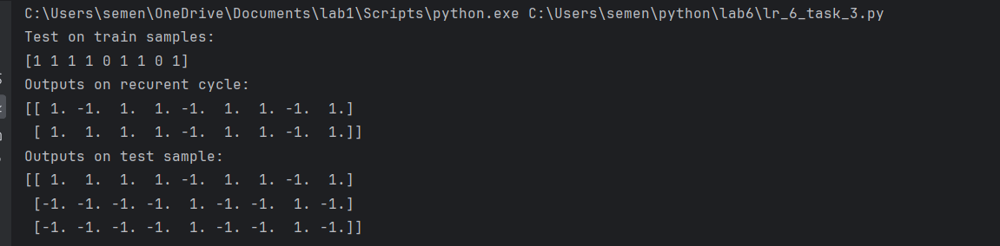 C:\Users\semen\OneDrive\Documents\lab1\Scripts\python.exe C:\Users\semen\python\lab6\lr_6_task_3.py
Test on train samples:
[1 1 1 1 0 1 1 0 1]
Outputs on recurent cycle:
[[ 1. -1.  1.  1. -1.  1.  1. -1.  1.]
 [ 1.  1.  1.  1. -1.  1.  1. -1.  1.]]
Outputs on test sample:
[[ 1.  1.  1.  1. -1.  1.  1. -1.  1.]
 [-1. -1. -1. -1.  1. -1. -1.  1. -1.]
 [-1. -1. -1. -1.  1. -1. -1.  1. -1.]]